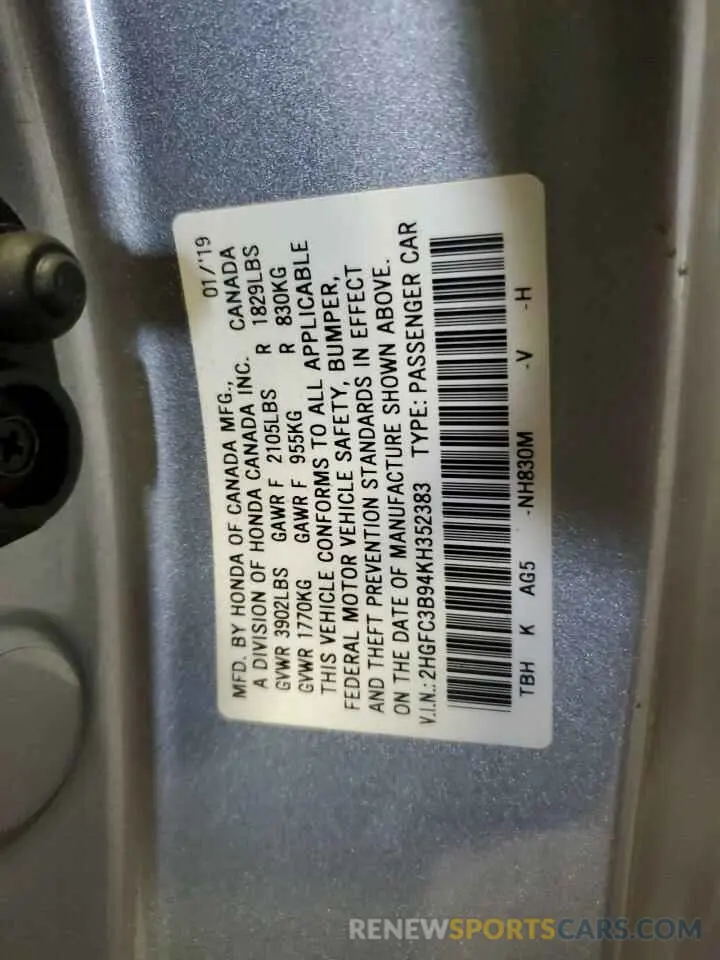 MFD. BY HONDA OF CANADA MFG., 01/'19
A DIVISION OF HONDA CANADA INC. CANADA
GVWR 3902LBS GAWR F 2105LBS R 1829LBS
GVWR 1770KG GAWR F 955KG R 830KG
THIS VEHICLE CONFORMS TO ALL APPLICABLE
FEDERAL MOTOR VEHICLE SAFETY, BUMPER,
AND THEFT PREVENTION STANDARDS IN EFFECT
ON THE DATE OF MANUFACTURE SHOWN ABOVE.
V.I.N.: 2HGFC3B94KH352383 TYPE: PASSENGER CAR
TBH K AG5 -NH830M -V -H
RENEWSPORTSCARS.COM